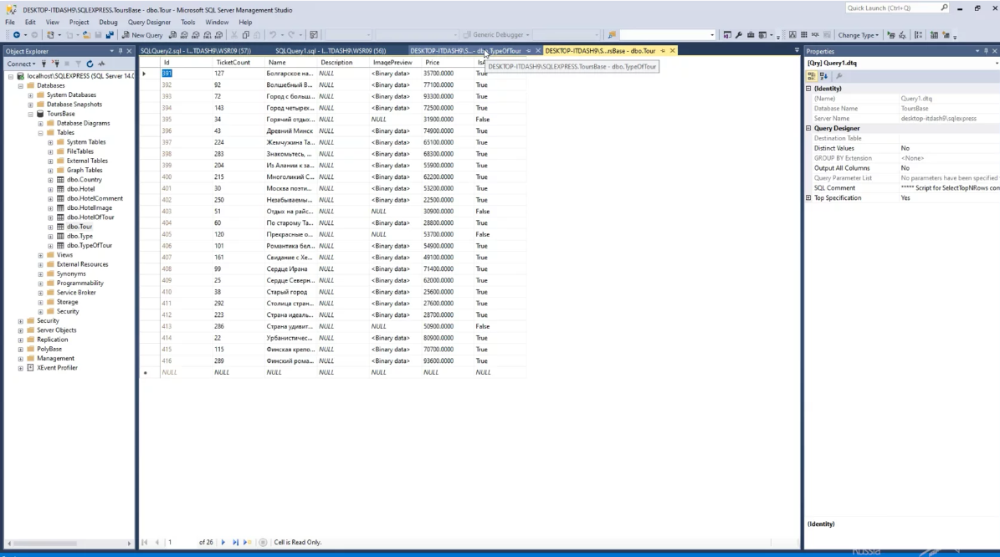 DESKTOP-ITDASH9\SQLEXPRESS.ToursBase - dbo.Tour - Microsoft SQL Server Management Studio
Quick Launch (Ctrl+Q)
File Edit View Project Debug Query Designer Tools Window Help
New Query Generic Debugger Change Type
Object Explorer
SQLQuery2.sql - l...TDASH9\WSR09 (57)) SQLQuery1.sql - l...TDASH9\WSR09 (56)) DESKTOP-ITDASH9\S...- dbo.TypeOfTour DESKTOP-ITDASH9\S...rsBase - dbo.Tour
DESKTOP-ITDASH9\SQLEXPRESS.ToursBase - dbo.TypeOfTour
Connect
localhost\SQLEXPRESS (SQL Server 14.0
Databases
System Databases
Database Snapshots
ToursBase
Database Diagrams
Tables
System Tables
FileTables
External Tables
Graph Tables
dbo.Country
dbo.Hotel
dbo.HotelComment
dbo.HotelImage
dbo.HotelOfTour
dbo.Tour
dbo.Type
dbo.TypeOfTour
Views
External Resources
Synonyms
Programmability
Service Broker
Storage
Security
Security
Server Objects
Replication
PolyBase
Management
XEvent Profiler
Id TicketCount Name Description ImagePreview Price
391 127 Болгарское на... NULL <Binary data> 35700.0000 True
392 92 Волшебный В... NULL <Binary data> 77100.0000 True
393 72 Город с больш... NULL <Binary data> 93300.0000 True
394 143 Город четырех... NULL <Binary data> 72500.0000 True
395 34 Горячий отдых... NULL NULL 31900.0000 False
396 43 Древний Минск NULL <Binary data> 74900.0000 True
397 224 Жемчужина Та... NULL <Binary data> 65100.0000 True
398 283 Знакомьтесь, ... NULL <Binary data> 68300.0000 True
399 204 Из Алании к за... NULL <Binary data> 55900.0000 True
400 215 Многоликий С... NULL <Binary data> 62200.0000 True
401 30 Москва поэти... NULL <Binary data> 53200.0000 True
402 250 Незабываемы... NULL <Binary data> 22500.0000 True
403 51 Отдых на райс... NULL NULL 30900.0000 False
404 60 По старому Та... NULL <Binary data> 28800.0000 True
405 120 Прекрасные о... NULL NULL 53700.0000 False
406 101 Романтика бел... NULL <Binary data> 54900.0000 True
407 161 Свидание с Хе... NULL <Binary data> 49100.0000 True
408 99 Сердце Ирана NULL <Binary data> 71400.0000 True
409 25 Сердце Северн... NULL <Binary data> 62000.0000 True
410 38 Старый город NULL <Binary data> 25600.0000 True
411 292 Столица стран... NULL <Binary data> 27600.0000 True
412 223 Страна идеаль... NULL <Binary data> 28700.0000 True
413 286 Страна удивит... NULL NULL 50900.0000 False
414 22 Урбанистичес... NULL <Binary data> 80900.0000 True
415 115 Финская крепо... NULL <Binary data> 70700.0000 True
416 289 Финский рома... NULL <Binary data> 93600.0000 True
NULL NULL NULL NULL NULL NULL NULL
1 of 26 Cell is Read Only.
Properties
[Qry] Query1.dtq
(Identity)
(Name) Query1.dtq
Database Name ToursBase
Server Name desktop-itdash9\sqlexpress
Query Designer
Destination Table
Distinct Values No
GROUP BY Extension <None>
Output All Columns No
Query Parameter List No parameters have been specified
SQL Comment ***** Script for SelectTopNRows com
Top Specification Yes
(Identity)